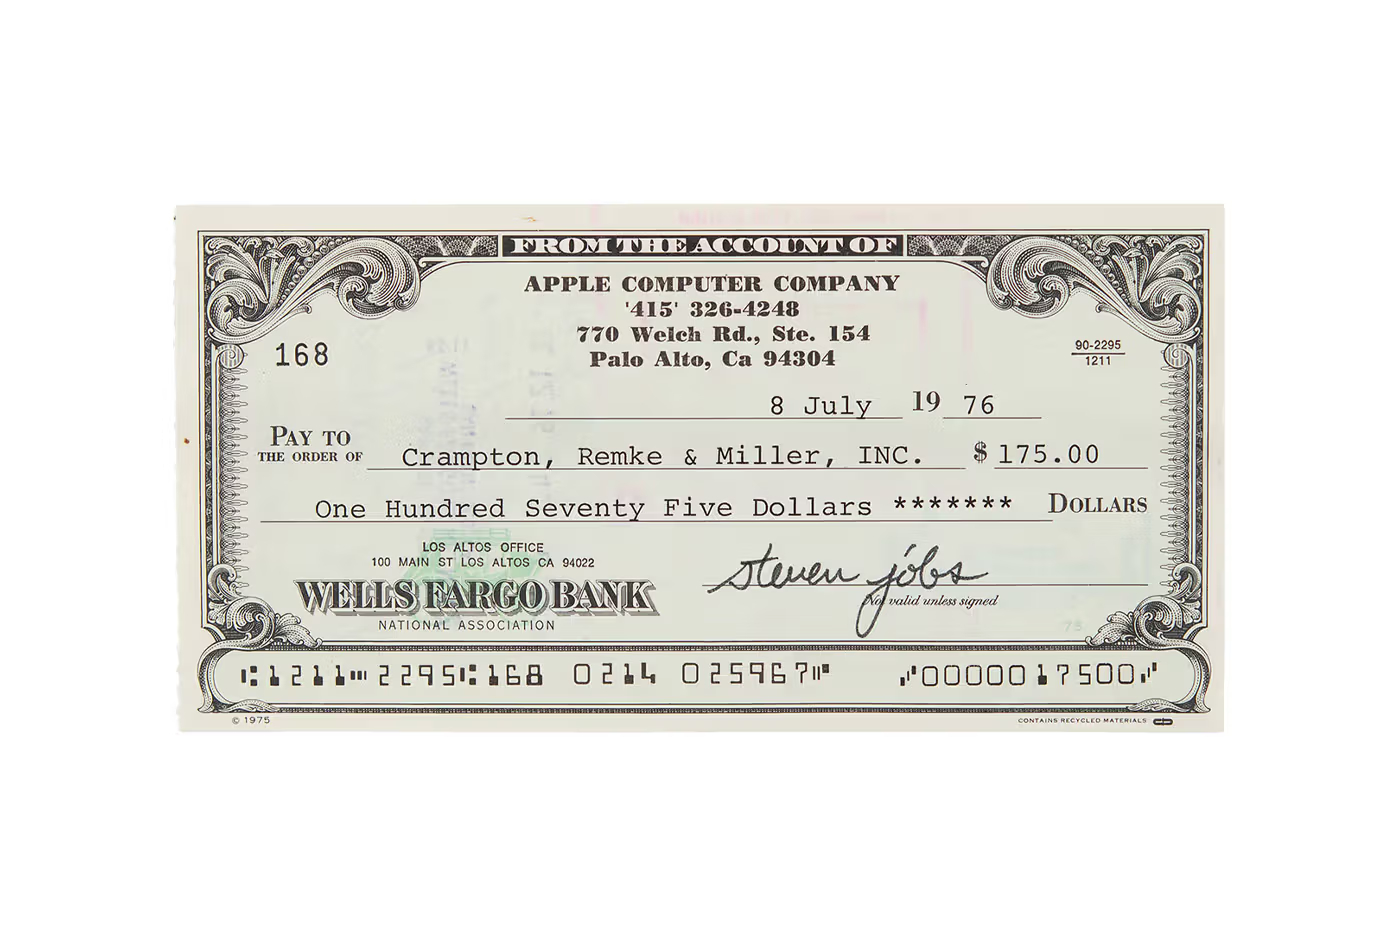 FROM THE ACCOUNT OF
APPLE COMPUTER COMPANY
'415' 326-4248
770 Welch Rd., Ste. 154
Palo Alto, Ca 94304
168
90-2295
1211
8 July 19 76
PAY TO
THE ORDER OF Crampton, Remke & Miller, INC. $ 175.00
One Hundred Seventy Five Dollars ******* DOLLARS
LOS ALTOS OFFICE
100 MAIN ST LOS ALTOS CA 94022
WELLS FARGO BANK
NATIONAL ASSOCIATION
steven jobs
Not valid unless signed
73
⑆1211⑉2295⑆168 0214 025967⑈ ⑇0000017500⑇
© 1975
CONTAINS RECYCLED MATERIALS